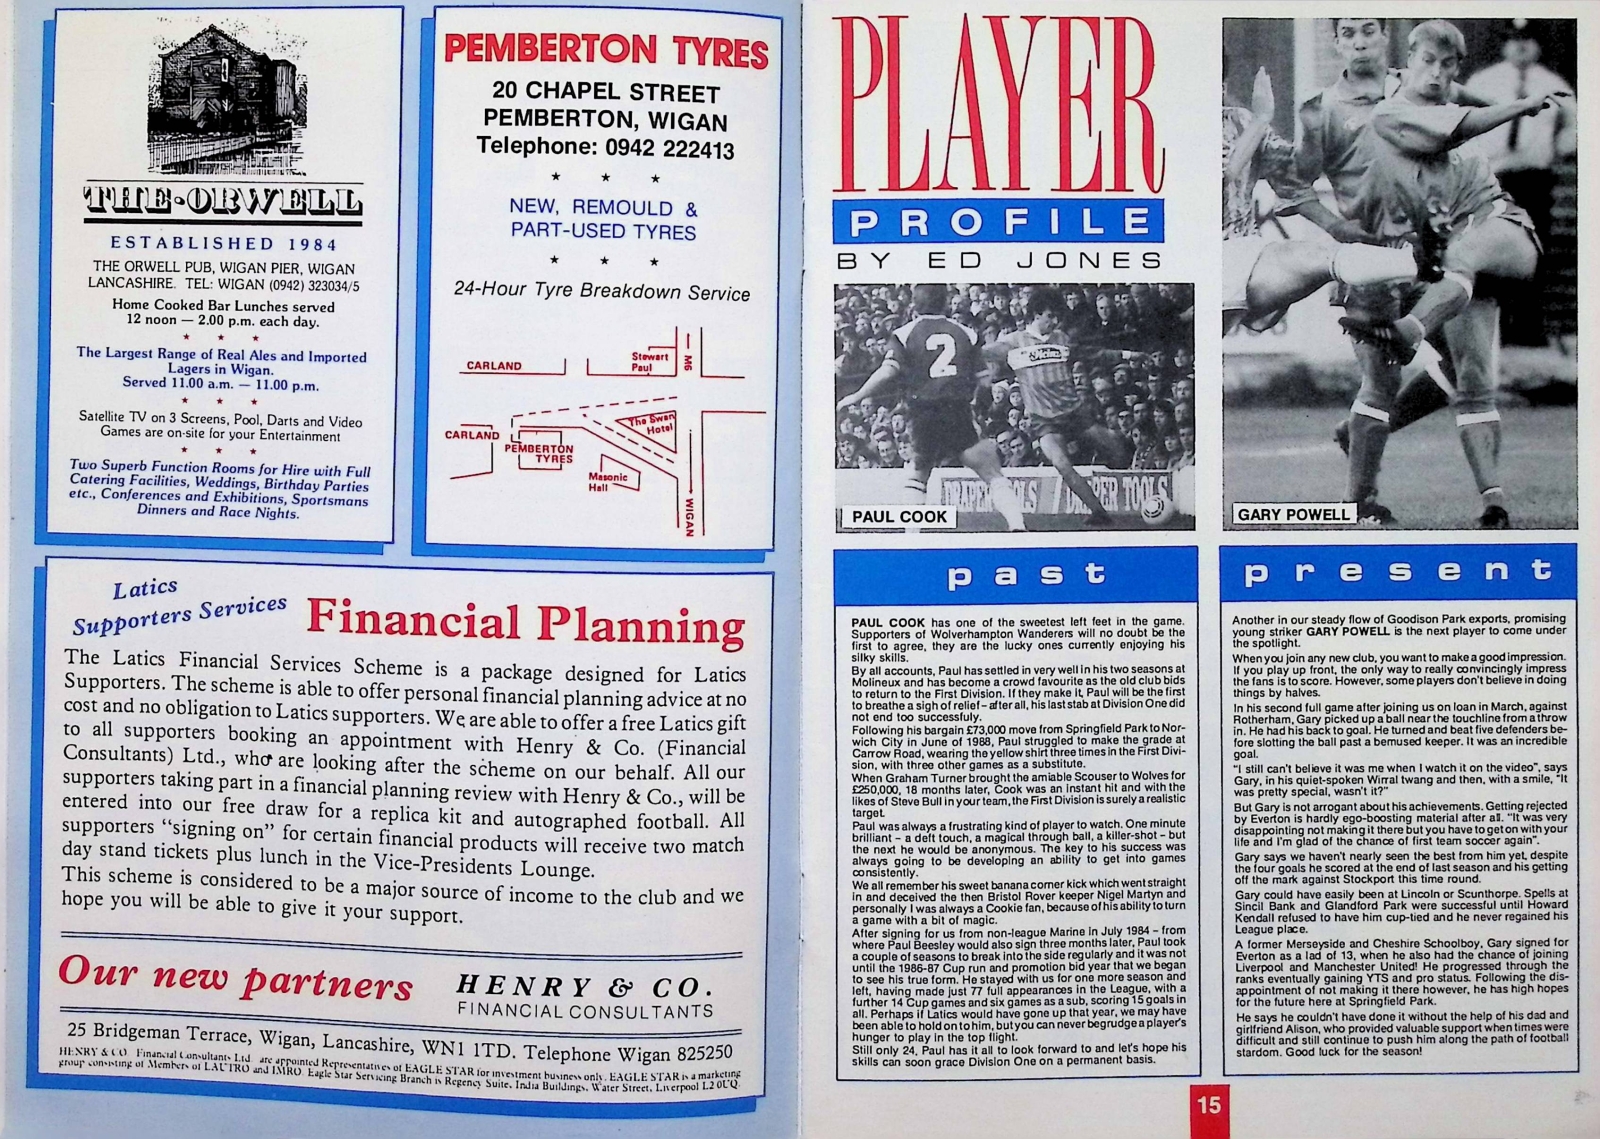 THE·ORWELL
ESTABLISHED 1984
THE ORWELL PUB, WIGAN PIER, WIGAN
LANCASHIRE. TEL: WIGAN (0942) 323034/5
Home Cooked Bar Lunches served
12 noon — 2.00 p.m. each day.
The Largest Range of Real Ales and Imported
Lagers in Wigan.
Served 11.00 a.m. — 11.00 p.m.
Satellite TV on 3 Screens, Pool, Darts and Video
Games are on-site for your Entertainment
Two Superb Function Rooms for Hire with Full
Catering Facilities, Weddings, Birthday Parties
etc., Conferences and Exhibitions, Sportsmans
Dinners and Race Nights.
PEMBERTON TYRES
20 CHAPEL STREET
PEMBERTON, WIGAN
Telephone: 0942 222413
NEW, REMOULD &
PART-USED TYRES
24-Hour Tyre Breakdown Service
CARLAND
Stewart
Paul
M6
The Swan
Hotel
CARLAND
PEMBERTON
TYRES
Masonic
Hall
WIGAN
Latics
Supporters Services
Financial Planning
The Latics Financial Services Scheme is a package designed for Latics
Supporters. The scheme is able to offer personal financial planning advice at no
cost and no obligation to Latics supporters. We are able to offer a free Latics gift
to all supporters booking an appointment with Henry & Co. (Financial
Consultants) Ltd., who are looking after the scheme on our behalf. All our
supporters taking part in a financial planning review with Henry & Co., will be
entered into our free draw for a replica kit and autographed football. All
supporters "signing on" for certain financial products will receive two match
day stand tickets plus lunch in the Vice-Presidents Lounge.
This scheme is considered to be a major source of income to the club and we
hope you will be able to give it your support.
Our new partners
HENRY & CO.
FINANCIAL CONSULTANTS
25 Bridgeman Terrace, Wigan, Lancashire, WN1 1TD. Telephone Wigan 825250
HENRY & CO. Financial Consultants Ltd. are appointed Representatives of EAGLE STAR for investment business only. EAGLE STAR is a marketing
group consisting of Members of LAUTRO and IMRO. Eagle Star Servicing Branch is Regency Suite, India Buildings, Water Street, Liverpool L2 0UQ.
PLAYER
PROFILE
BY ED JONES
2
DRAPER TOOLS
DRAPER TOOLS
PAUL COOK
GARY POWELL
past
PAUL COOK has one of the sweetest left feet in the game.
Supporters of Wolverhampton Wanderers will no doubt be the
first to agree, they are the lucky ones currently enjoying his
silky skills.
By all accounts, Paul has settled in very well in his two seasons at
Molineux and has become a crowd favourite as the old club bids
to return to the First Division. If they make it, Paul will be the first
to breathe a sigh of relief – after all, his last stab at Division One did
not end too successfuly.
Following his bargain £73,000 move from Springfield Park to Nor-
wich City in June of 1988, Paul struggled to make the grade at
Carrow Road, wearing the yellow shirt three times in the First Divi-
sion, with three other games as a substitute.
When Graham Turner brought the amiable Scouser to Wolves for
£250,000, 18 months later, Cook was an instant hit and with the
likes of Steve Bull in your team, the First Division is surely a realistic
target.
Paul was always a frustrating kind of player to watch. One minute
brilliant – a deft touch, a magical through ball, a killer-shot – but
the next he would be anonymous. The key to his success was
always going to be developing an ability to get into games
consistently.
We all remember his sweet banana corner kick which went straight
in and deceived the then Bristol Rover keeper Nigel Martyn and
personally I was always a Cookie fan, because of his ability to turn
a game with a bit of magic.
After signing for us from non-league Marine in July 1984 – from
where Paul Beesley would also sign three months later, Paul took
a couple of seasons to break into the side regularly and it was not
until the 1986-87 Cup run and promotion bid year that we began
to see his true form. He stayed with us for one more season and
left, having made just 77 full appearances in the League, with a
further 14 Cup games and six games as a sub, scoring 15 goals in
all. Perhaps if Latics would have gone up that year, we may have
been able to hold on to him, but you can never begrudge a player's
hunger to play in the top flight.
Still only 24, Paul has it all to look forward to and let's hope his
skills can soon grace Division One on a permanent basis.
present
Another in our steady flow of Goodison Park exports, promising
young striker GARY POWELL is the next player to come under
the spotlight.
When you join any new club, you want to make a good impression.
If you play up front, the only way to really convincingly impress
the fans is to score. However, some players don't believe in doing
things by halves.
In his second full game after joining us on loan in March, against
Rotherham, Gary picked up a ball near the touchline from a throw
in. He had his back to goal. He turned and beat five defenders be-
fore slotting the ball past a bemused keeper. It was an incredible
goal.
"I still can't believe it was me when I watch it on the video", says
Gary, in his quiet-spoken Wirral twang and then, with a smile, "It
was pretty special, wasn't it?"
But Gary is not arrogant about his achievements. Getting rejected
by Everton is hardly ego-boosting material after all. "It was very
disappointing not making it there but you have to get on with your
life and I'm glad of the chance of first team soccer again".
Gary says we haven't nearly seen the best from him yet, despite
the four goals he scored at the end of last season and his getting
off the mark against Stockport this time round.
Gary could have easily been at Lincoln or Scunthorpe. Spells at
Sincil Bank and Glandford Park were successful until Howard
Kendall refused to have him cup-tied and he never regained his
League place.
A former Merseyside and Cheshire Schoolboy, Gary signed for
Everton as a lad of 13, when he also had the chance of joining
Liverpool and Manchester United! He progressed through the
ranks eventually gaining YTS and pro status. Following the dis-
appointment of not making it there however, he has high hopes
for the future here at Springfield Park.
He says he couldn't have done it without the help of his dad and
girlfriend Alison, who provided valuable support when times were
difficult and still continue to push him along the path of football
stardom. Good luck for the season!
15